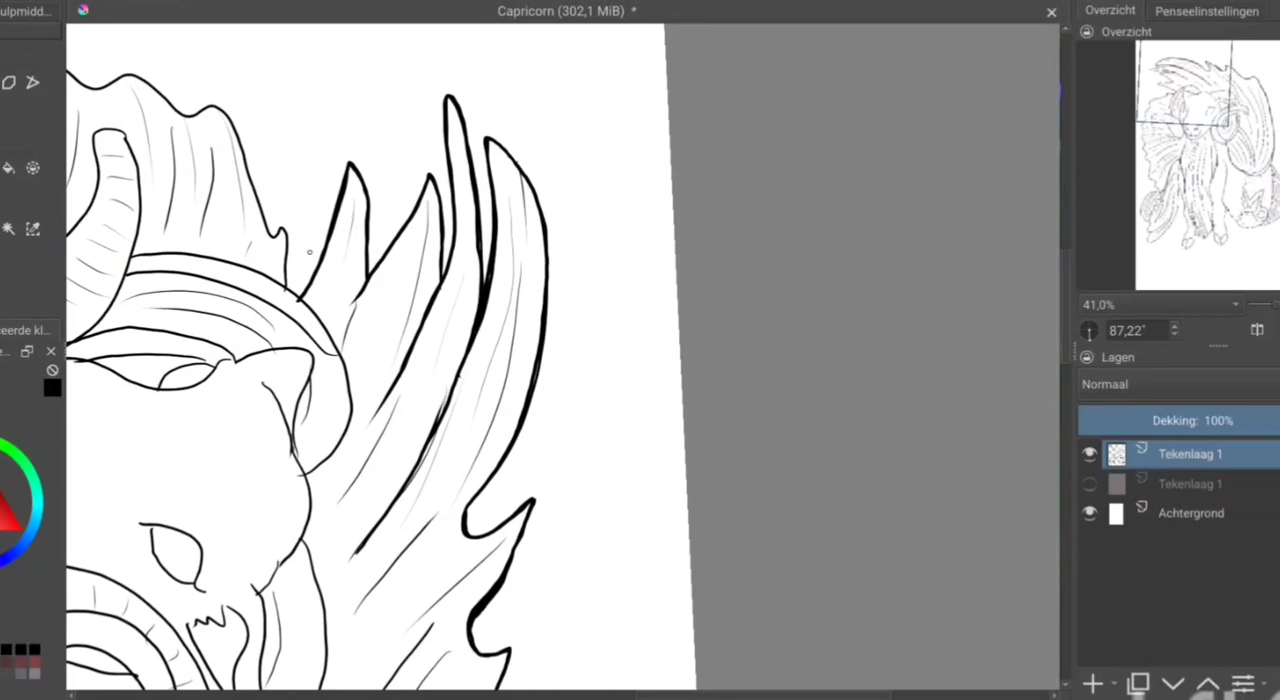 ulpmidd...
Capricorn (302,1 MiB) *
Overzicht
Penseelinstellingen
Overzicht
41,0%
87,22°
Lagen
Normaal
Dekking: 100%
Tekenlaag 1
Tekenlaag 1
Achtergrond
eerde kl...
e...